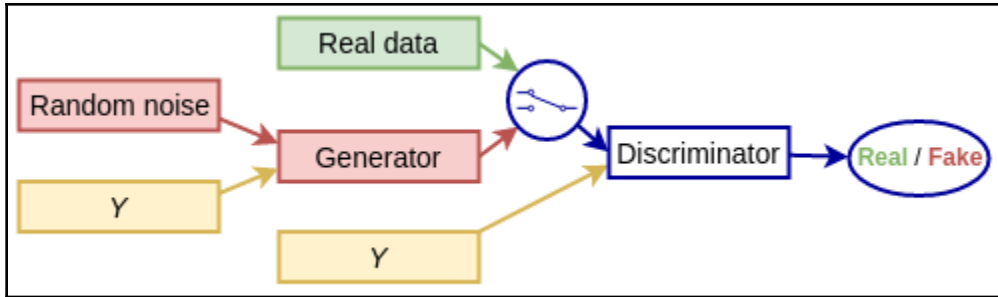 Real data
Random noise
Generator
Discriminator
Real / Fake
Y
Y